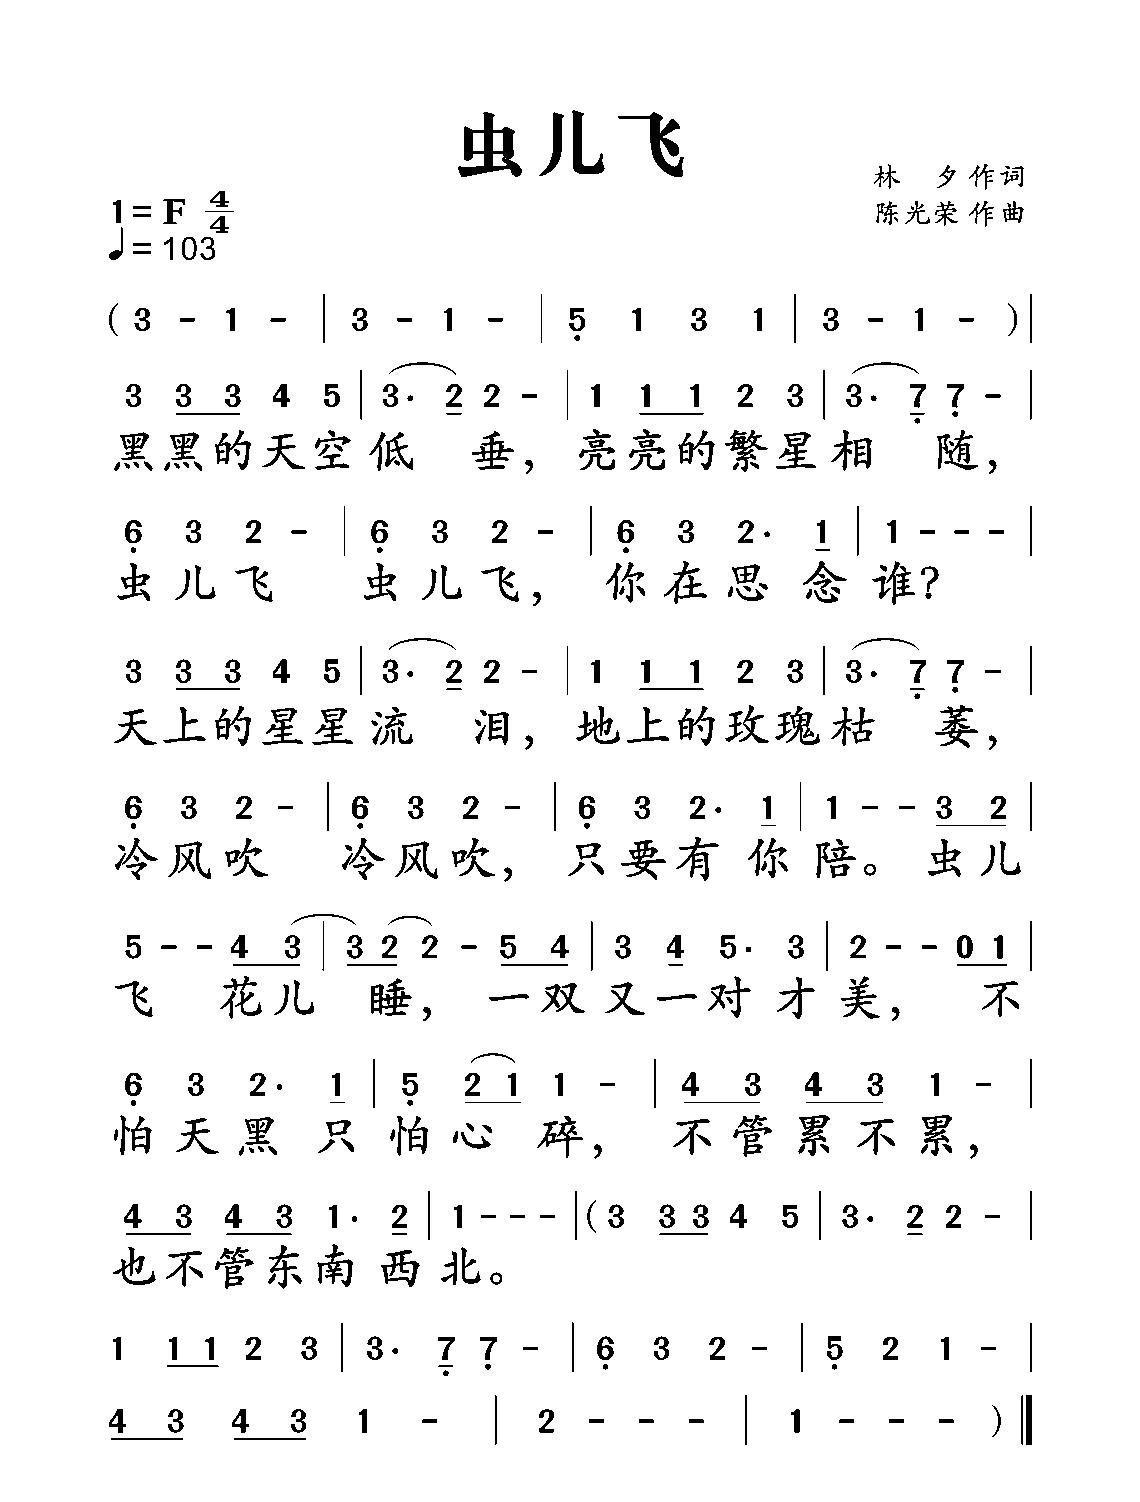 虫儿飞
林 夕 作 词
陈光荣 作 曲
1 = F 4/4
♩ = 103
( 3 - 1 - | 3 - 1 - | 5̣ 1 3 1 | 3 - 1 - ) |
3 3 3 4 5 | 3· 2 2 - | 1 1 1 2 3 | 3· 7̣ 7̣ - |
黑黑的天空低 垂，亮亮的繁星相 随，
6̣ 3 2 - | 6̣ 3 2 - | 6̣ 3 2· 1 | 1 - - - |
虫儿飞 虫儿飞，你在思念谁？
3 3 3 4 5 | 3· 2 2 - | 1 1 1 2 3 | 3· 7̣ 7̣ - |
天上的星星流 泪，地上的玫瑰枯 萎，
6̣ 3 2 - | 6̣ 3 2 - | 6̣ 3 2· 1 | 1 - - 3 2 |
冷风吹 冷风吹，只要有你陪。虫儿
5 - - 4 3 | 3 2 2 - 5 4 | 3 4 5· 3 | 2 - - 0 1 |
飞 花儿 睡，一双又一对才美，不
6̣ 3 2· 1 | 5̣ 2 1 1 - | 4 3 4 3 1 - |
怕天黑只怕心 碎，不管累不累，
4 3 4 3 1· 2 | 1 - - - | ( 3 3 3 4 5 | 3· 2 2 - |
也不管东南西北。
1 1 1 2 3 | 3· 7̣ 7̣ - | 6̣ 3 2 - | 5̣ 2 1 - |
4 3 4 3 1 - | 2 - - - | 1 - - - ) ‖